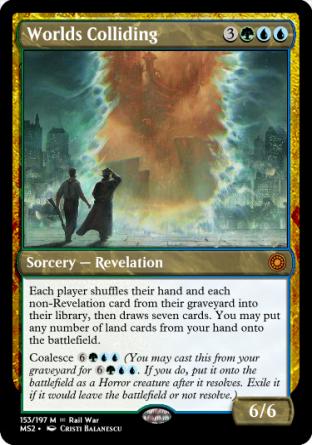 Worlds Colliding 3
Sorcery — Revelation
Each player shuffles their hand and each
non-Revelation card from their graveyard into
their library, then draws seven cards. You may put
any number of land cards from your hand onto
the battlefield.
Coalesce 6 (You may cast this from your
graveyard for 6. If you do, put it onto the
battlefield as a Horror creature after it resolves. Exile it
if it would leave the battlefield or not resolve.)
6/6
153/197 M Rail War
MS2 • Cristi Balanescu